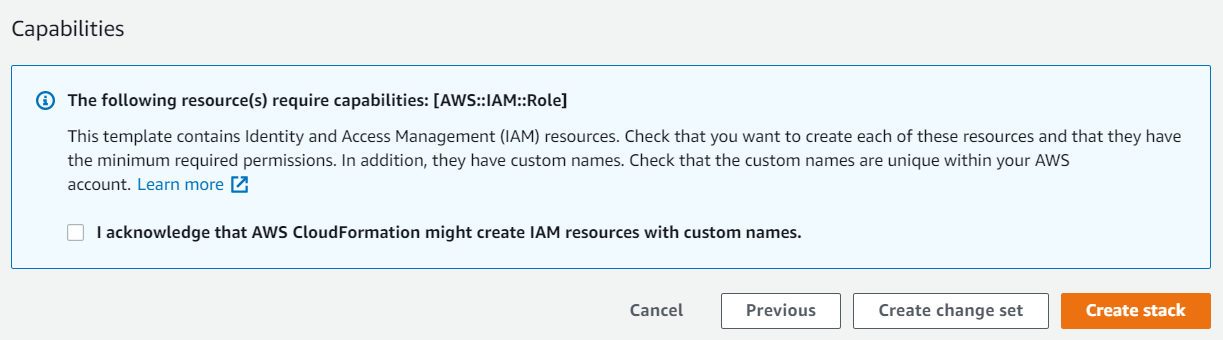 Capabilities
The following resource(s) require capabilities: [AWS::IAM::Role]
This template contains Identity and Access Management (IAM) resources. Check that you want to create each of these resources and that they have
the minimum required permissions. In addition, they have custom names. Check that the custom names are unique within your AWS
account. Learn more
I acknowledge that AWS CloudFormation might create IAM resources with custom names.
Cancel Previous Create change set Create stack